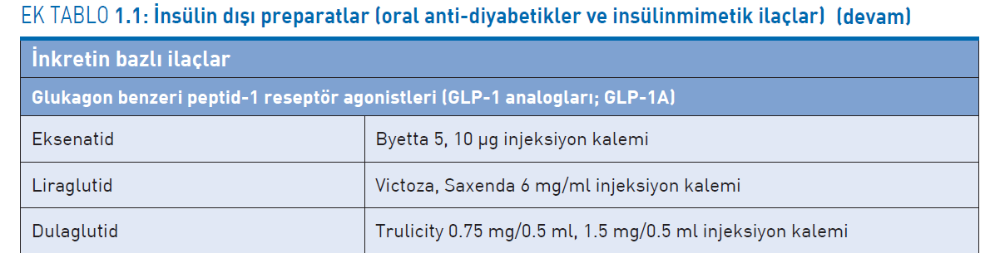 EK TABLO 1.1: İnsülin dışı preparatlar (oral anti-diyabetikler ve insülinmimetik ilaçlar) (devam)
İnkretin bazlı ilaçlar
Glukagon benzeri peptid-1 reseptör agonistleri (GLP-1 analogları; GLP-1A)
Eksenatid Byetta 5, 10 µg injeksiyon kalemi
Liraglutid Victoza, Saxenda 6 mg/ml injeksiyon kalemi
Dulaglutid Trulicity 0.75 mg/0.5 ml, 1.5 mg/0.5 ml injeksiyon kalemi